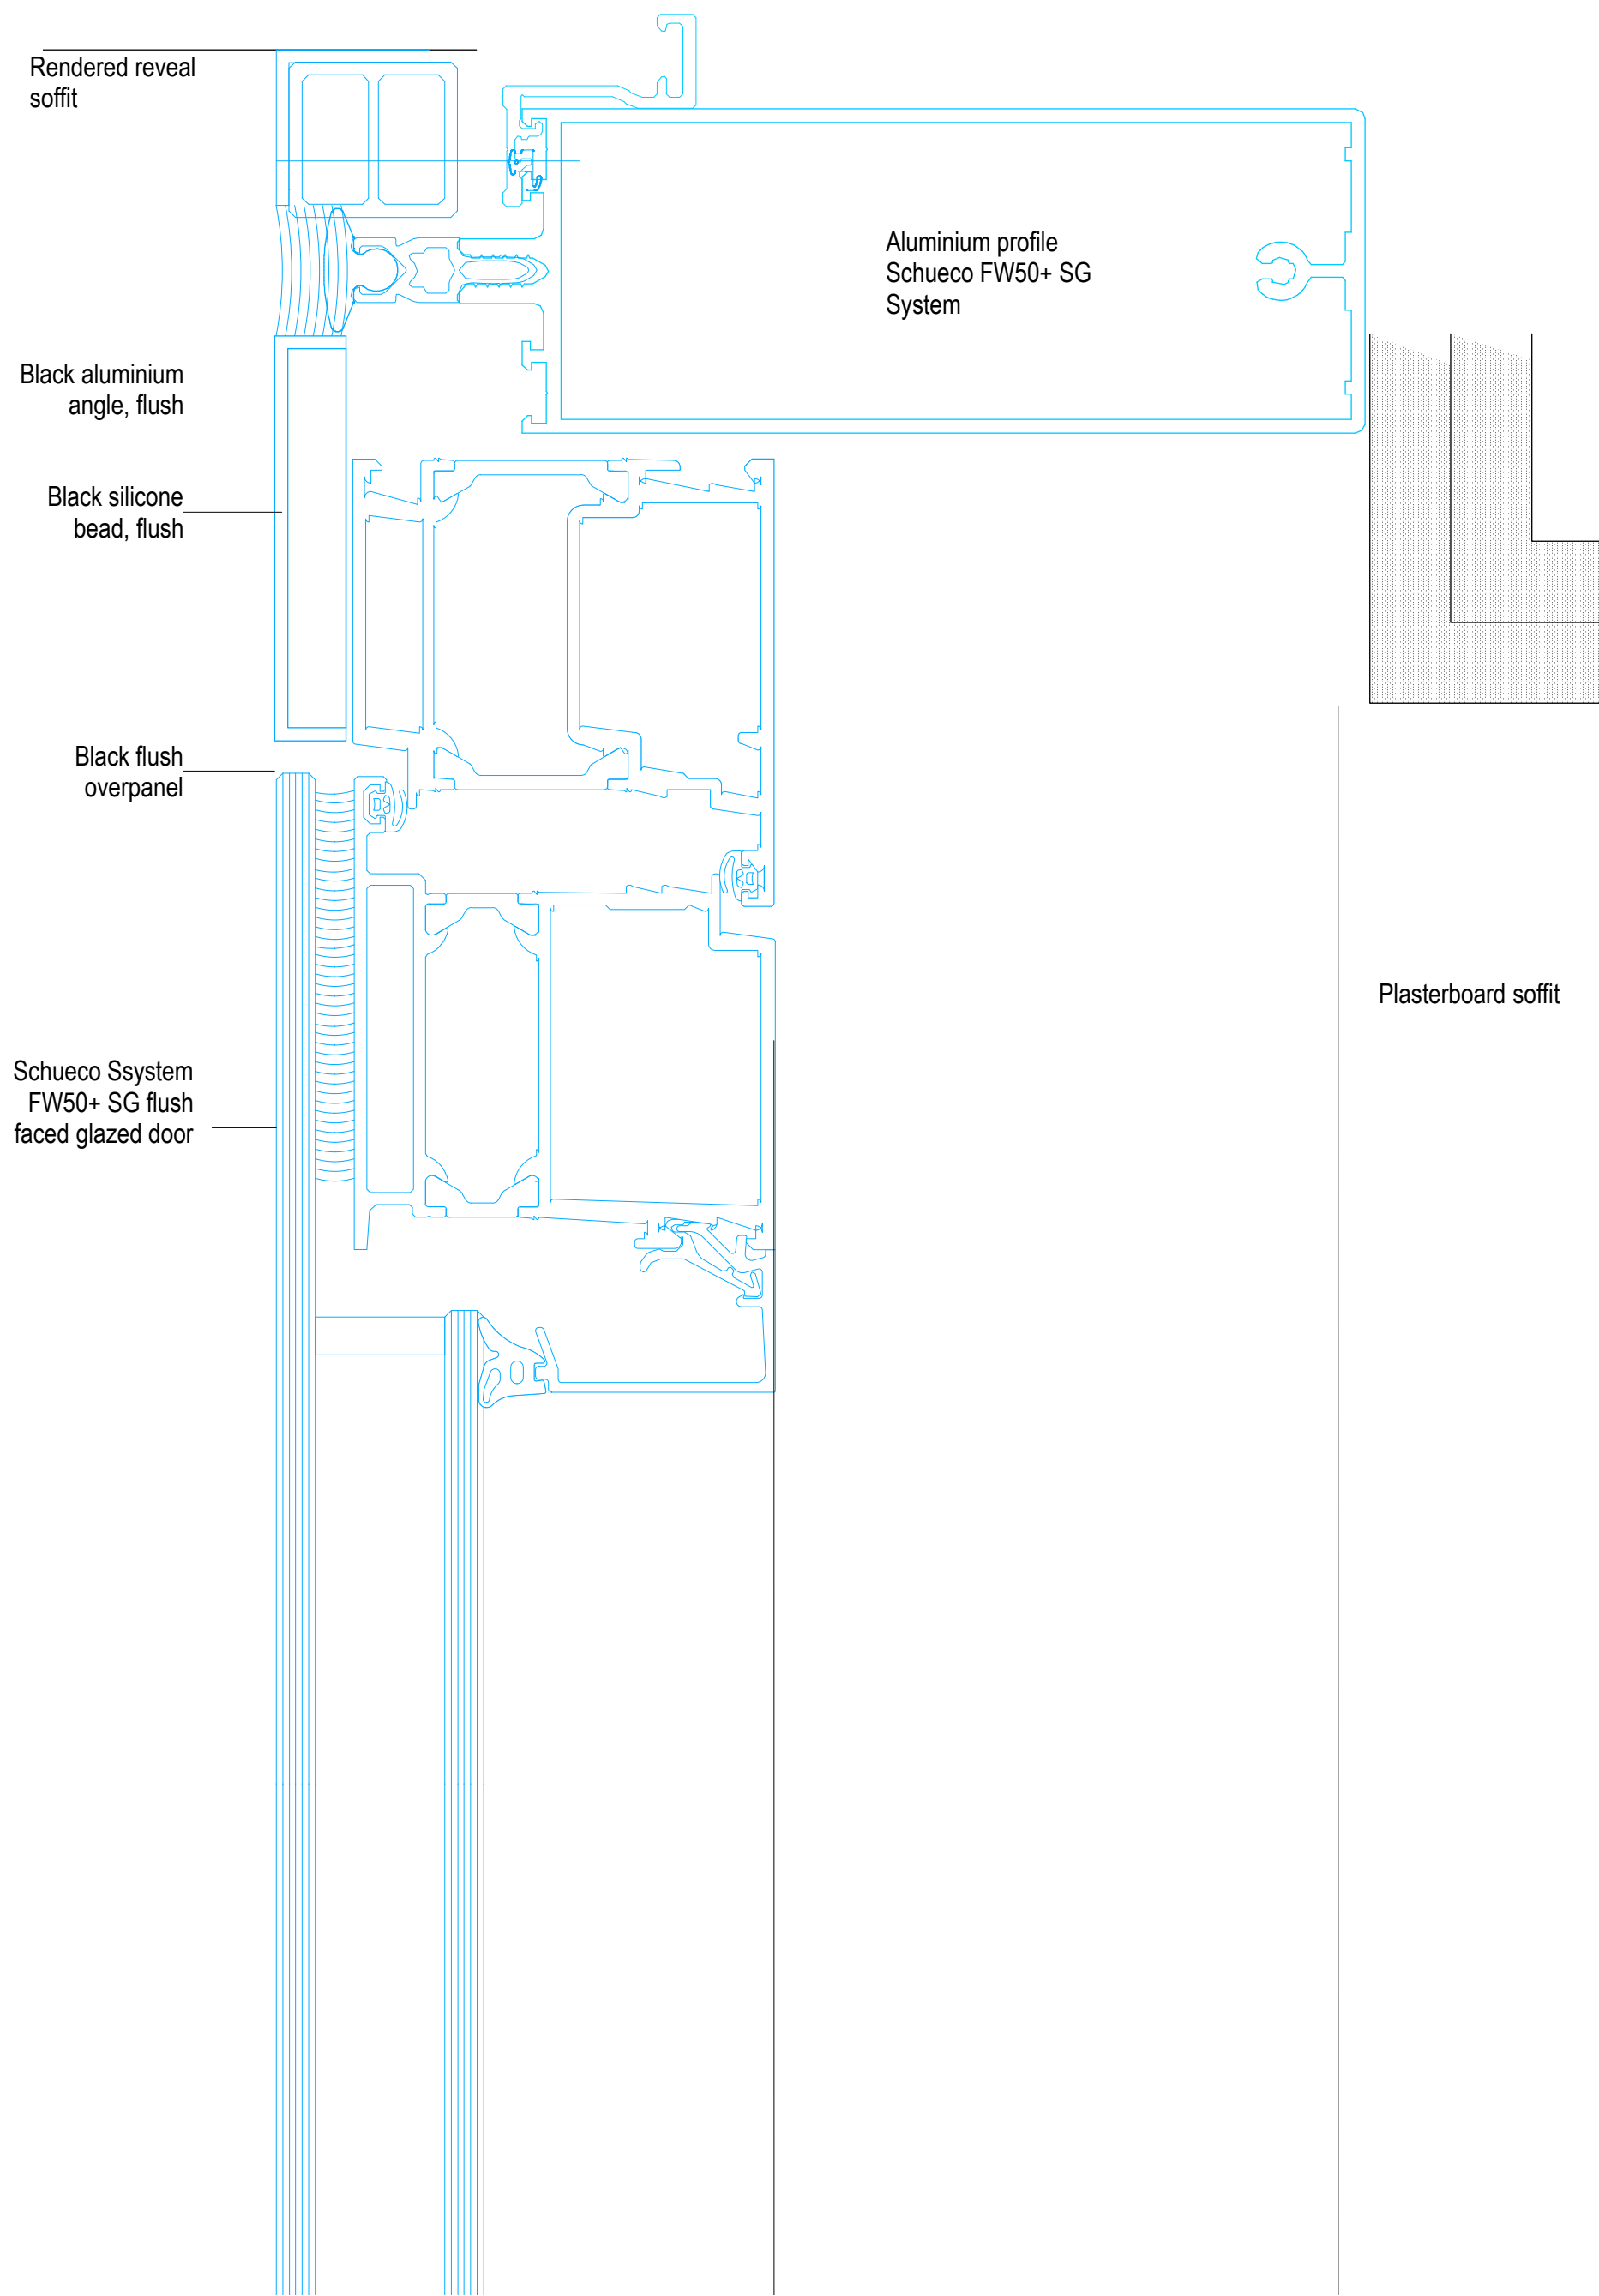 Rendered reveal
soffit
Aluminium profile
Schueco FW50+ SG
System
Black aluminium
angle, flush
Black silicone
bead, flush
Black flush
overpanel
Plasterboard soffit
Schueco Ssystem
FW50+ SG flush
faced glazed door